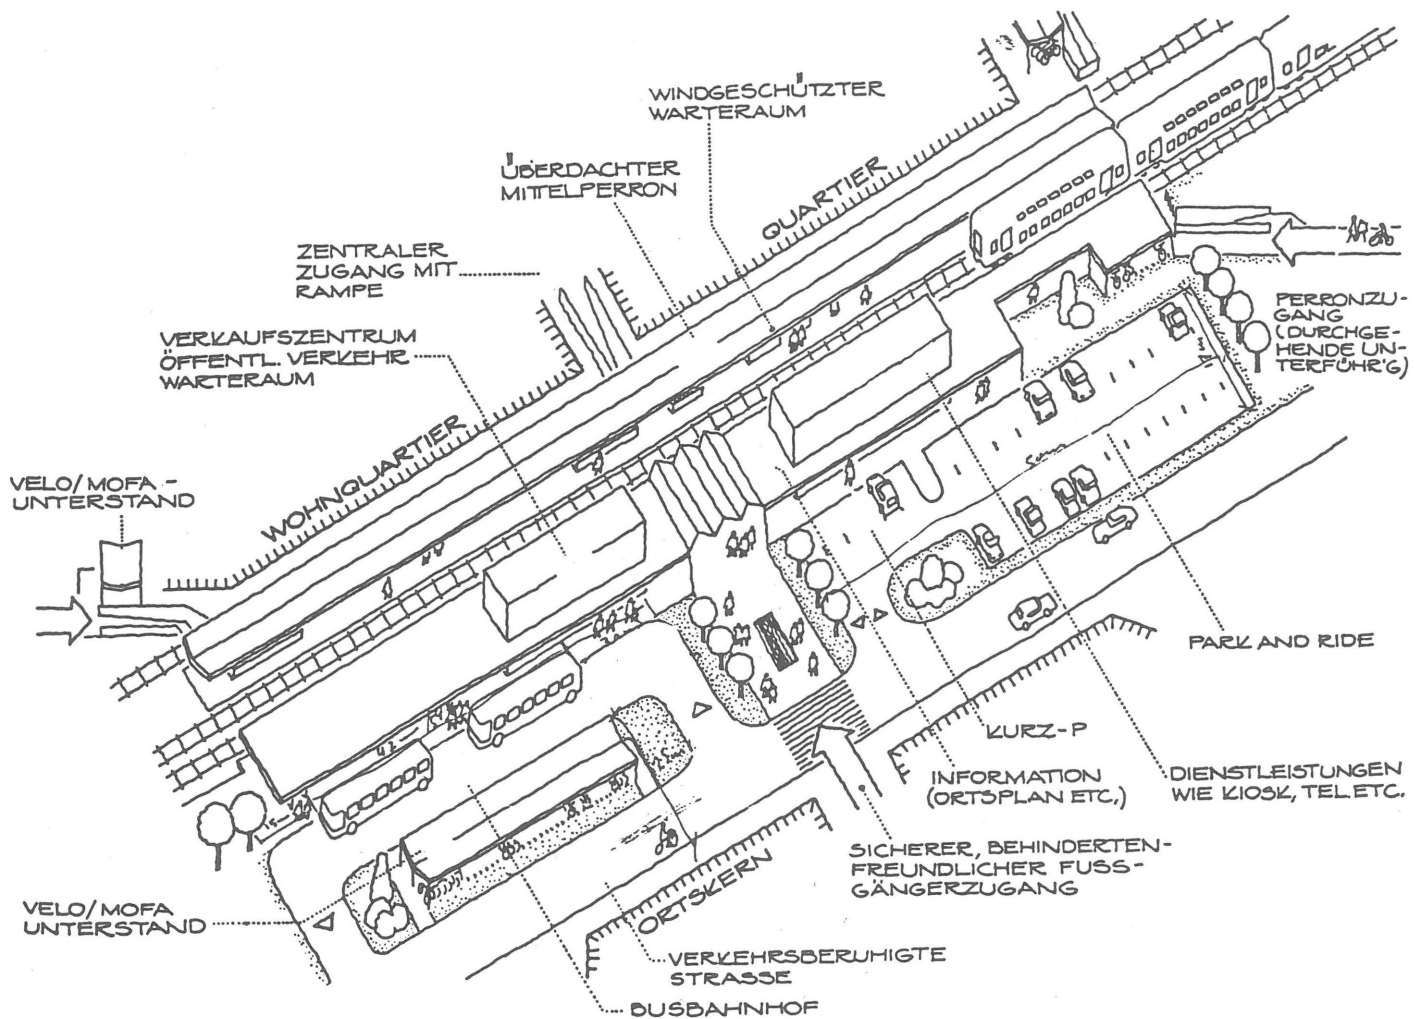 WINDGESCHÜTZTER
WARTERAUM
ÜBERDACHTER
MITTELPERRON
QUARTIER
ZENTRALER
ZUGANG MIT
RAMPE
VERKAUFSZENTRUM
ÖFFENTL. VERKEHR
WARTERAUM
PERRONZU-
GANG
(DURCHGE-
HENDE UN-
TERFÜHR'G)
WOHNQUARTIER
VELO/MOFA-
UNTERSTAND
PARK AND RIDE
KURZ-P
INFORMATION
(ORTSPLAN ETC.)
DIENSTLEISTUNGEN
WIE KIOSK, TEL.ETC.
SICHERER, BEHINDERTEN-
FREUNDLICHER FUSS-
GÄNGERZUGANG
ORTSKERN
VELO/MOFA
UNTERSTAND
VERKEHRSBERUHIGTE
STRASSE
BUSBAHNHOF